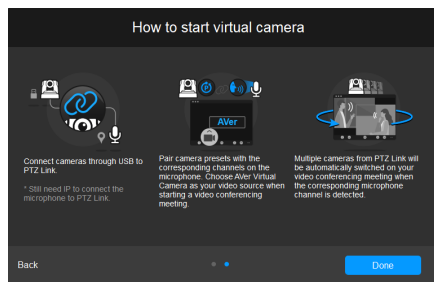 How to start virtual camera
AVer
Connect cameras through USB to
PTZ Link.
* Still need IP to connect the
microphone to PTZ Link.
Pair camera presets with the
corresponding channels on the
microphone. Choose AVer Virtual
Camera as your video source when
starting a video conferencing
meeting.
Multiple cameras from PTZ Link will
be automatically switched on your
video conferencing meeting when
the corresponding microphone
channel is detected.
Back
Done